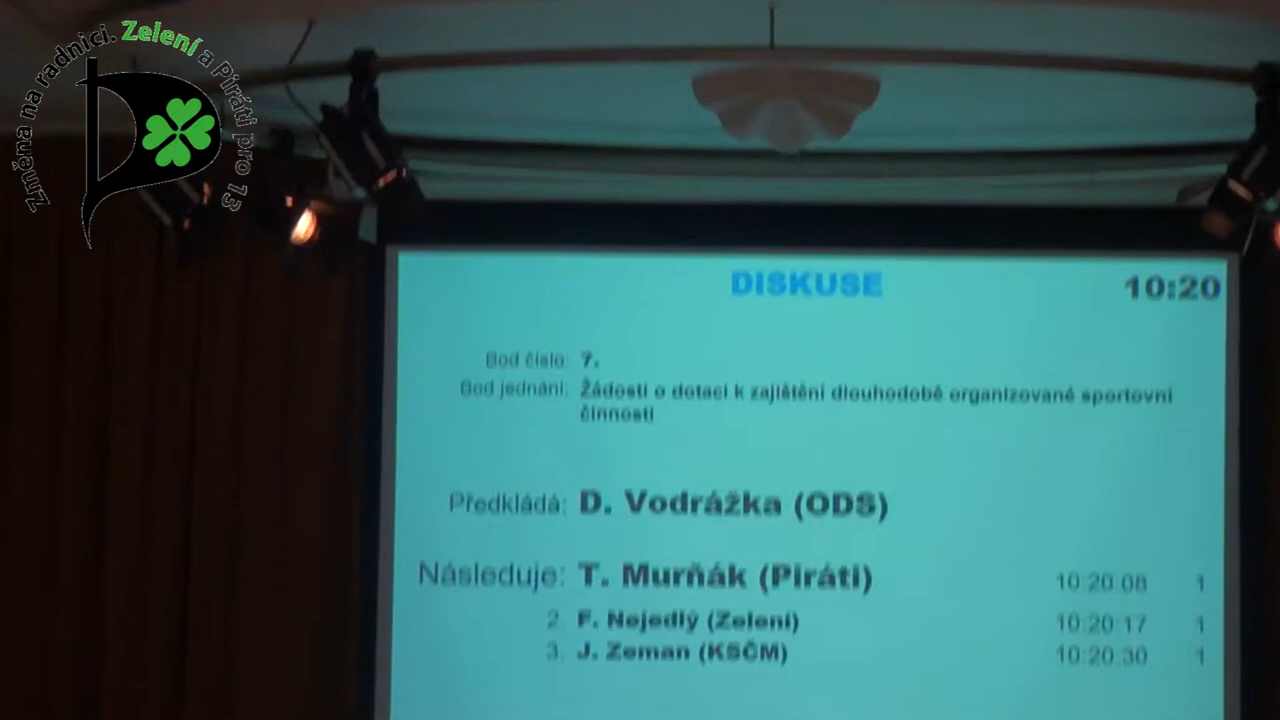 Změna na radnici. Zelení a Piráti pro 13
DISKUSE
10:20
Bod číslo: 7.
Bod jednání: Žádosti o dotaci k zajištění dlouhodobě organizované sportovní
činnosti
Předkládá: D. Vodrážka (ODS)
Následuje: T. Murňák (Piráti) 10:20:08 1
2. F. Nejedlý (Zelení) 10:20:17 1
3. J. Zeman (KSČM) 10:20:30 1